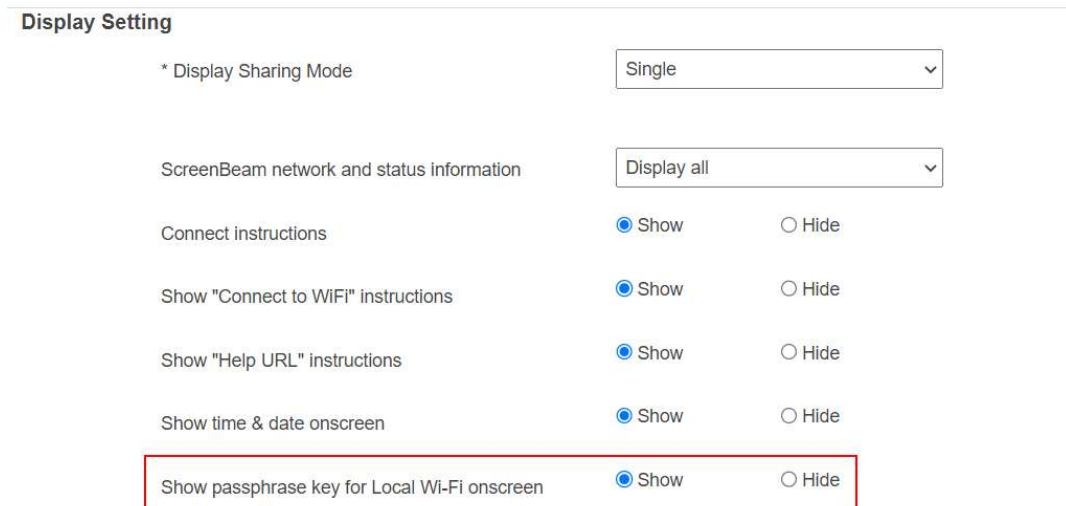 Display Setting
* Display Sharing Mode Single
ScreenBeam network and status information Display all
Connect instructions Show Hide
Show "Connect to WiFi" instructions Show Hide
Show "Help URL" instructions Show Hide
Show time & date onscreen Show Hide
Show passphrase key for Local Wi-Fi onscreen Show Hide